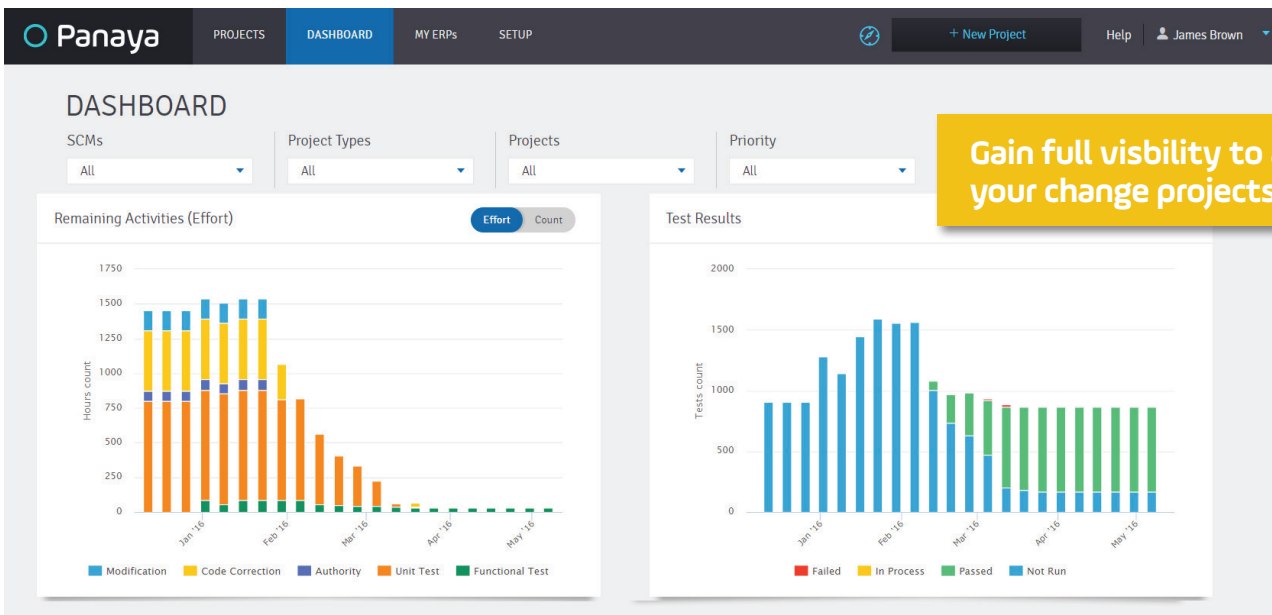 Panaya PROJECTS DASHBOARD MY ERPs SETUP + New Project Help James Brown
DASHBOARD
SCMs Project Types Projects Priority
All All All All
Gain full visbility to
your change projects
Remaining Activities (Effort) Effort Count
Hours count
1750
1500
1250
1000
750
500
250
0
Jan '16 Feb '16 Mar '16 Apr '16 May '16
Modification Code Correction Authority Unit Test Functional Test
Test Results
Tests count
2000
1500
1000
500
0
Jan '16 Feb '16 Mar '16 Apr '16 May '16
Failed In Process Passed Not Run